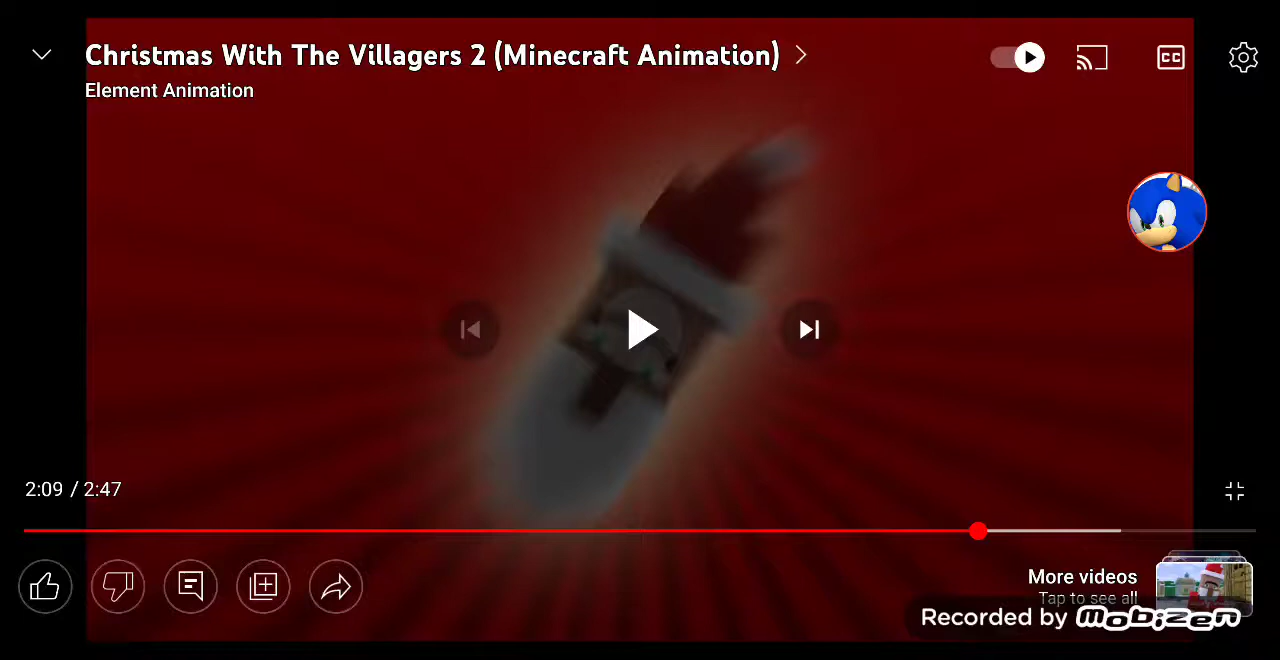 Christmas With The Villagers 2 (Minecraft Animation)
Element Animation
CC
2:09 / 2:47
More videos
Tap to see all
Recorded by Mobizen